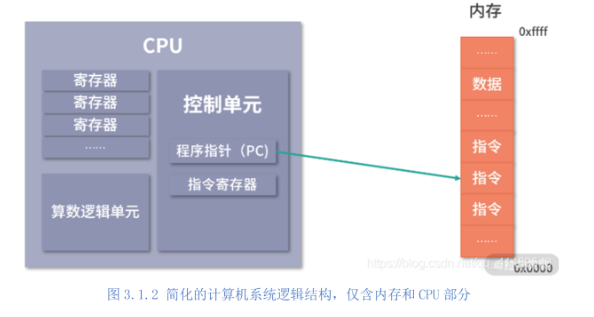 内存
0xffff
CPU
寄存器
寄存器
寄存器
......
控制单元
程序指针（PC)
指令寄存器
算数逻辑单元
......
数据
......
指令
指令
指令
......
https://blog.csdn.net/
0x0000
图 3.1.2 简化的计算机系统逻辑结构，仅含内存和 CPU 部分